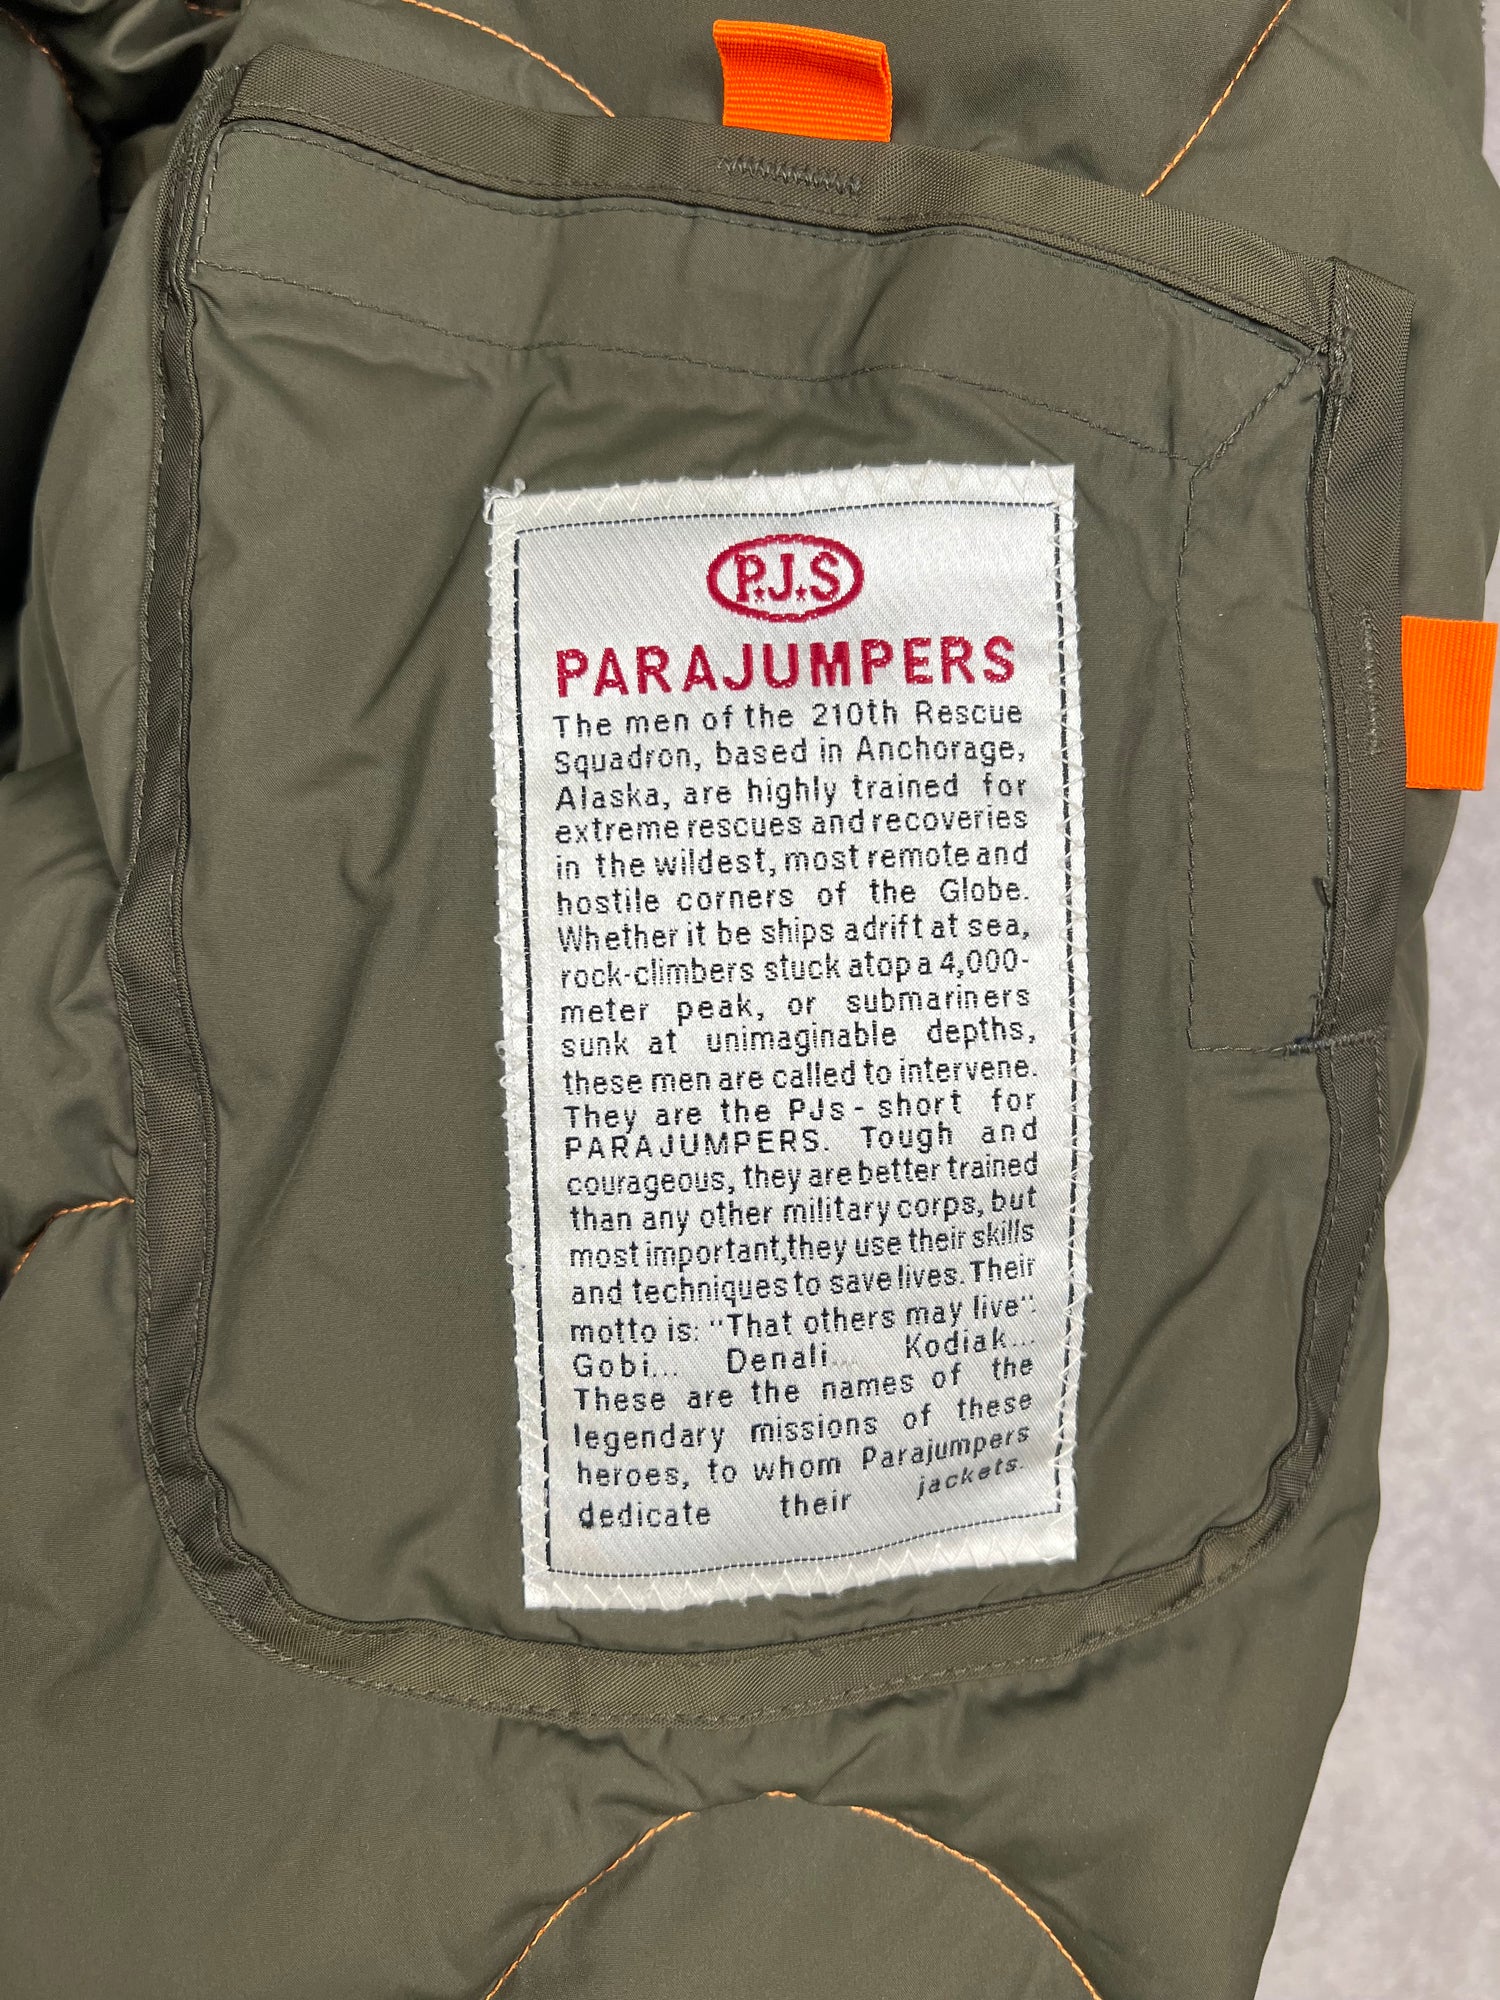 P.J.S
PARAJUMPERS
The men of the 210th Rescue
Squadron, based in Anchorage,
Alaska, are highly trained for
extreme rescues and recoveries
in the wildest, most remote and
hostile corners of the Globe.
Whether it be ships adrift at sea,
rock-climbers stuck atop a 4,000-
meter peak, or submariners
sunk at unimaginable depths,
these men are called to intervene.
They are the PJs - short for
PARAJUMPERS. Tough and
courageous, they are better trained
than any other military corps, but
most important, they use their skills
and techniques to save lives. Their
motto is: "That others may live".
Gobi... Denali... Kodiak...
These are the names of the
legendary missions of these
heroes, to whom Parajumpers
dedicate their jackets.